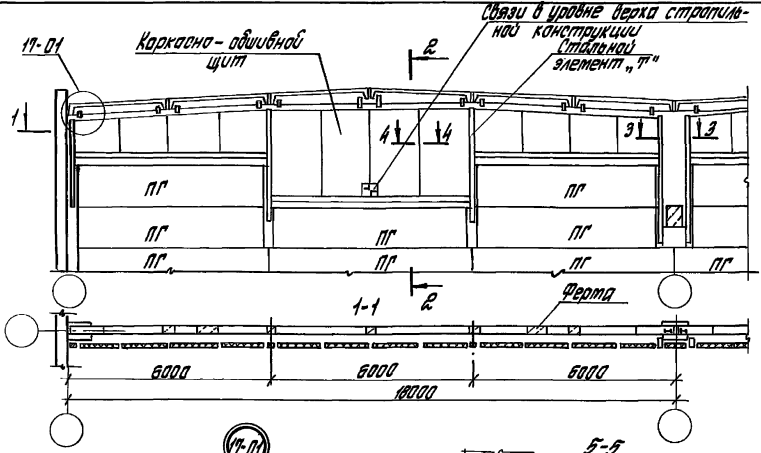 Связи в уровне верха стропиль-
ной конструкции
17-01
Каркасно-обшивной
щит
2
Стальной
элемент „Т"
1
4 4
3 3
ПГ
ПГ
ПГ
ПГ
ПГ
ПГ
ПГ
ПГ
ПГ
ПГ
1-1
2
Ферма
6000
6000
6000
18000
17-01
5-5